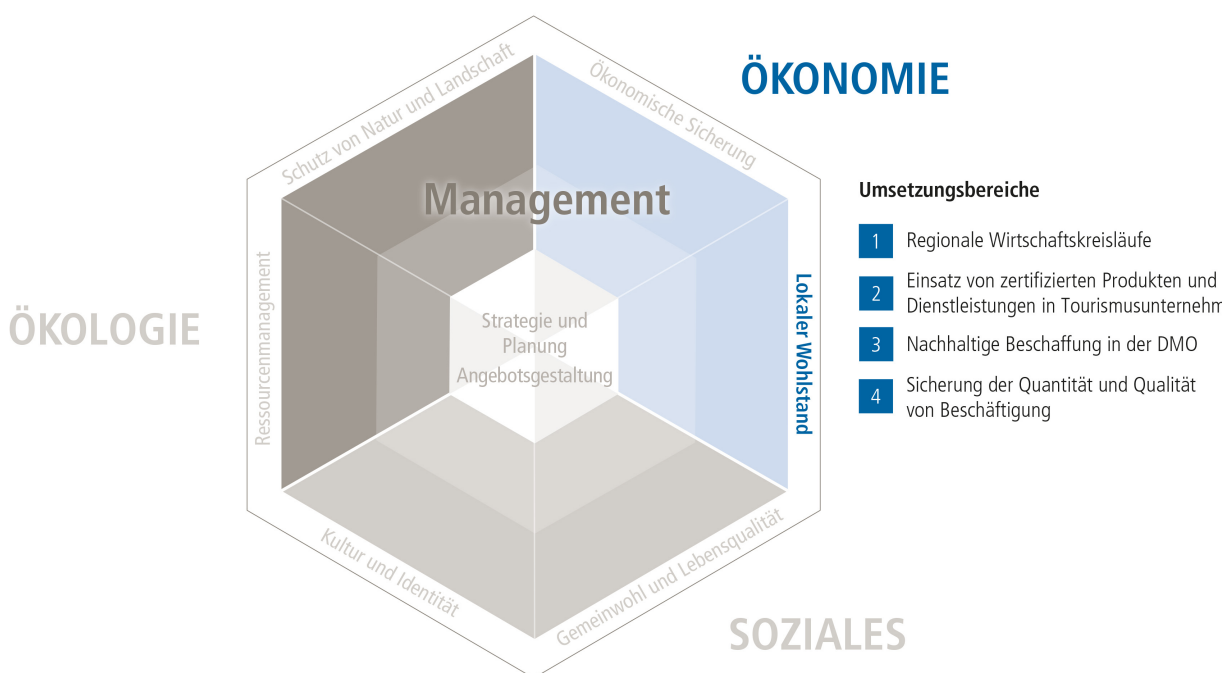 ÖKONOMIE
Schutz von Natur und Landschaft
Ökonomische Sicherung
Management
Umsetzungsbereiche
1 Regionale Wirtschaftskreisläufe
2 Einsatz von zertifizierten Produkten und
Dienstleistungen in Tourismusunternehm
3 Nachhaltige Beschaffung in der DMO
4 Sicherung der Quantität und Qualität
von Beschäftigung
Ressourcenmanagement
Lokaler Wohlstand
ÖKOLOGIE
Strategie und
Planung
Angebotsgestaltung
Kultur und Identität
Gemeinwohl und Lebensqualität
SOZIALES